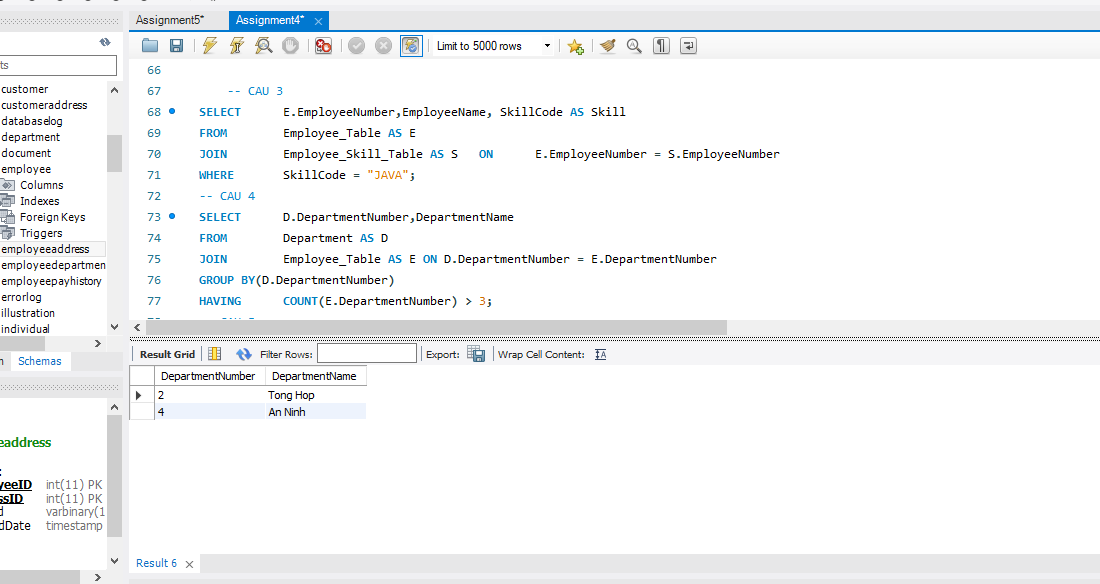 Assignment5*
Assignment4*
Limit to 5000 rows
ts
customer
customeraddress
databaselog
department
document
employee
Columns
Indexes
Foreign Keys
Triggers
employeeaddress
employeedepartmen
employeepayhistory
errorlog
illustration
individual
Schemas
eaddress
:
yeeID int(11) PK
ssID int(11) PK
d varbinary(1
dDate timestamp
66
67 -- CAU 3
68 SELECT E.EmployeeNumber,EmployeeName, SkillCode AS Skill
69 FROM Employee_Table AS E
70 JOIN Employee_Skill_Table AS S ON E.EmployeeNumber = S.EmployeeNumber
71 WHERE SkillCode = "JAVA";
72 -- CAU 4
73 SELECT D.DepartmentNumber,DepartmentName
74 FROM Department AS D
75 JOIN Employee_Table AS E ON D.DepartmentNumber = E.DepartmentNumber
76 GROUP BY(D.DepartmentNumber)
77 HAVING COUNT(E.DepartmentNumber) > 3;
Result Grid Filter Rows: Export: Wrap Cell Content:
DepartmentNumber DepartmentName
2 Tong Hop
4 An Ninh
Result 6